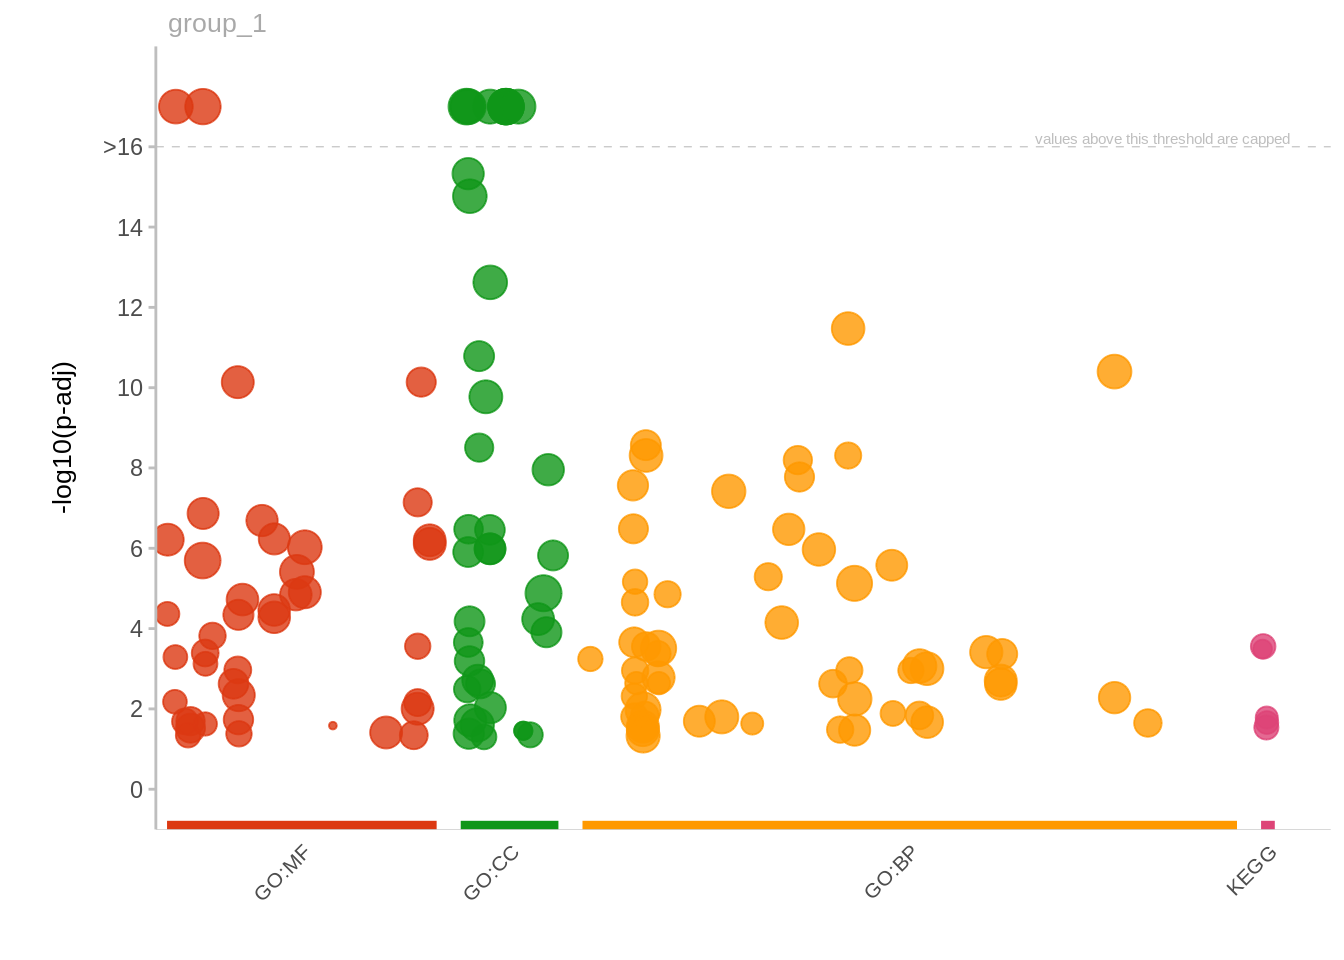 group_1
values above this threshold are capped
>16
14
12
10
8
6
4
2
0
-log10(p-adj)
GO:MF
GO:CC
GO:BP
KEGG